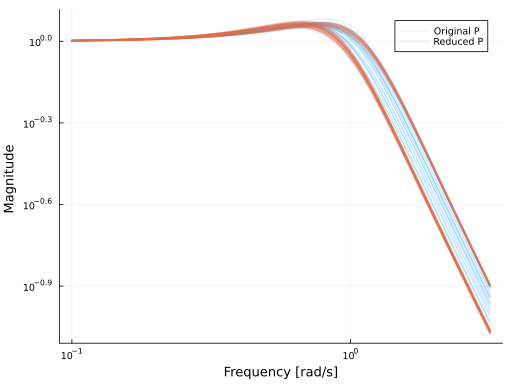 Original P
Reduced P
10^0.0
10^-0.3
10^-0.6
10^-0.9
Magnitude
10^-1
10^0
Frequency [rad/s]